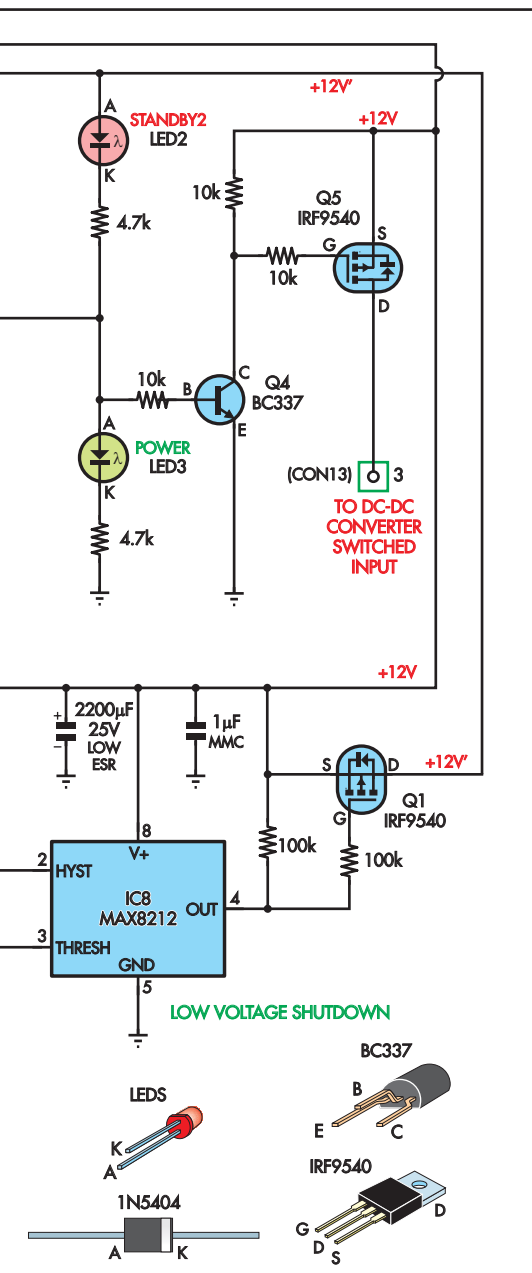 +12V’
A
STANDBY2
LED2
λ
K
4.7k
+12V
10k
Q5
IRF9540
G
S
10k
D
10k
B
C
Q4
BC337
E
A
POWER
LED3
λ
K
4.7k
(CON13)
3
TO DC-DC
CONVERTER
SWITCHED
INPUT
+12V
+
2200µF
25V
LOW
ESR
–
1µF
MMC
S
D
+12V’
Q1
IRF9540
G
100k
100k
8
V+
2
HYST
IC8
MAX8212
OUT
4
3
THRESH
GND
5
LOW VOLTAGE SHUTDOWN
BC337
B
E
C
LEDS
K
A
IRF9540
G
D
S
D
1N5404
A
K